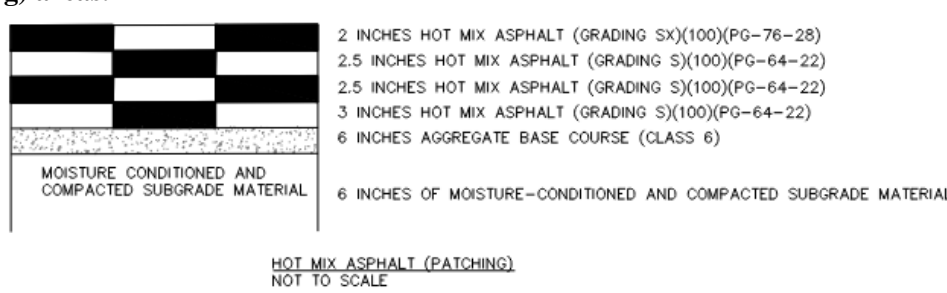 g) areas.
2 INCHES HOT MIX ASPHALT (GRADING SX)(100)(PG-76-28)
2.5 INCHES HOT MIX ASPHALT (GRADING S)(100)(PG-64-22)
2.5 INCHES HOT MIX ASPHALT (GRADING S)(100)(PG-64-22)
3 INCHES HOT MIX ASPHALT (GRADING S)(100)(PG-64-22)
6 INCHES AGGREGATE BASE COURSE (CLASS 6)
MOISTURE CONDITIONED AND
COMPACTED SUBGRADE MATERIAL
6 INCHES OF MOISTURE-CONDITIONED AND COMPACTED SUBGRADE MATERIAL
HOT MIX ASPHALT (PATCHING)
NOT TO SCALE